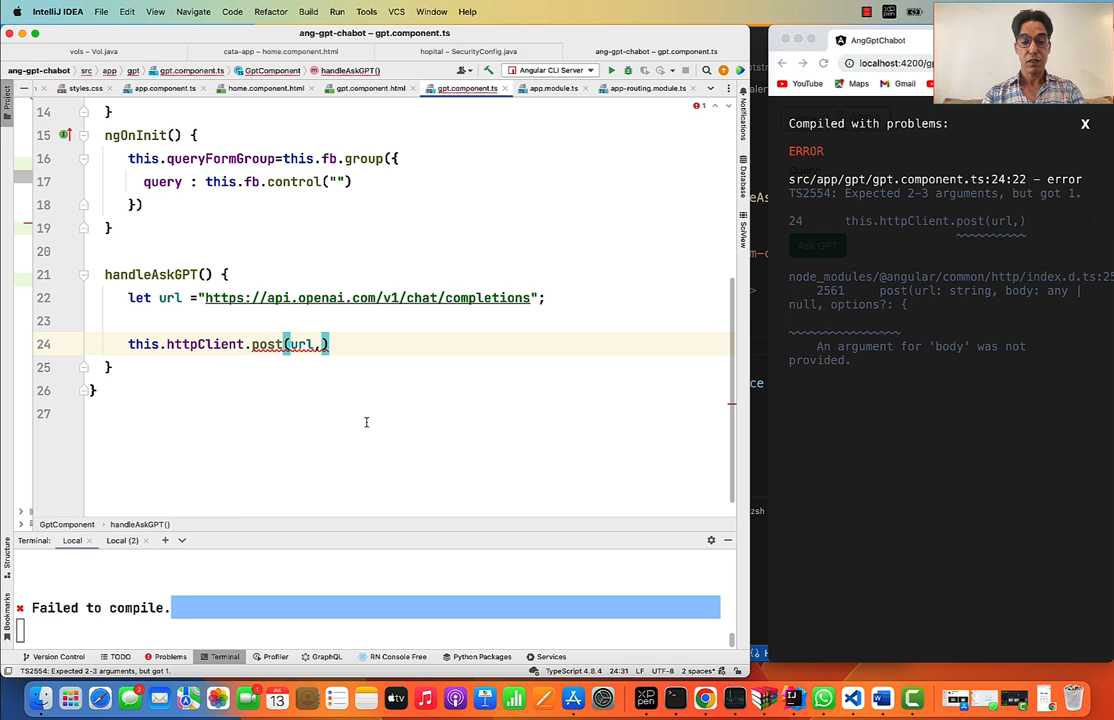 IntelliJ IDEA File Edit View Navigate Code Refactor Build Run Tools VCS Window Help
ang-gpt-chabot – gpt.component.ts
vols – Vol.java
cata-app – home.component.html
hopital – SecurityConfig.java
ang-gpt-chabot – gpt.component.ts
ang-gpt-chabot src app gpt gpt.component.ts GptComponent handleAskGPT()
Angular CLI Server
styles.css app.component.ts home.component.html gpt.component.html gpt.component.ts app.module.ts app-routing.module.ts
Project
Structure
Bookmarks
Notifications
Database
SciView
1
14 }
15 ngOnInit() {
16 this.queryFormGroup=this.fb.group({
17 query : this.fb.control("")
18 })
19 }
20
21 handleAskGPT() {
22 let url ="https://api.openai.com/v1/chat/completions";
23
24 this.httpClient.post(url,)
25 }
26 }
27
GptComponent handleAskGPT()
Terminal: Local Local (2)
Failed to compile.
Version Control TODO Problems Terminal Profiler GraphQL RN Console Free Python Packages Services
TS2554: Expected 2-3 arguments, but got 1.
TypeScript 4.8.4 24:31 LF UTF-8 2 spaces*
AngGptChabot
localhost:4200/
YouTube Maps Gmail
Compiled with problems:
X
ERROR
src/app/gpt/gpt.component.ts:24:22 – error
TS2554: Expected 2-3 arguments, but got 1.
24 this.httpClient.post(url,)
Ask GPT
node_modules/@angular/common/http/index.d.ts:25
2561 post(url: string, body: any |
null, options?: {
An argument for 'body' was not
provided.
zsh